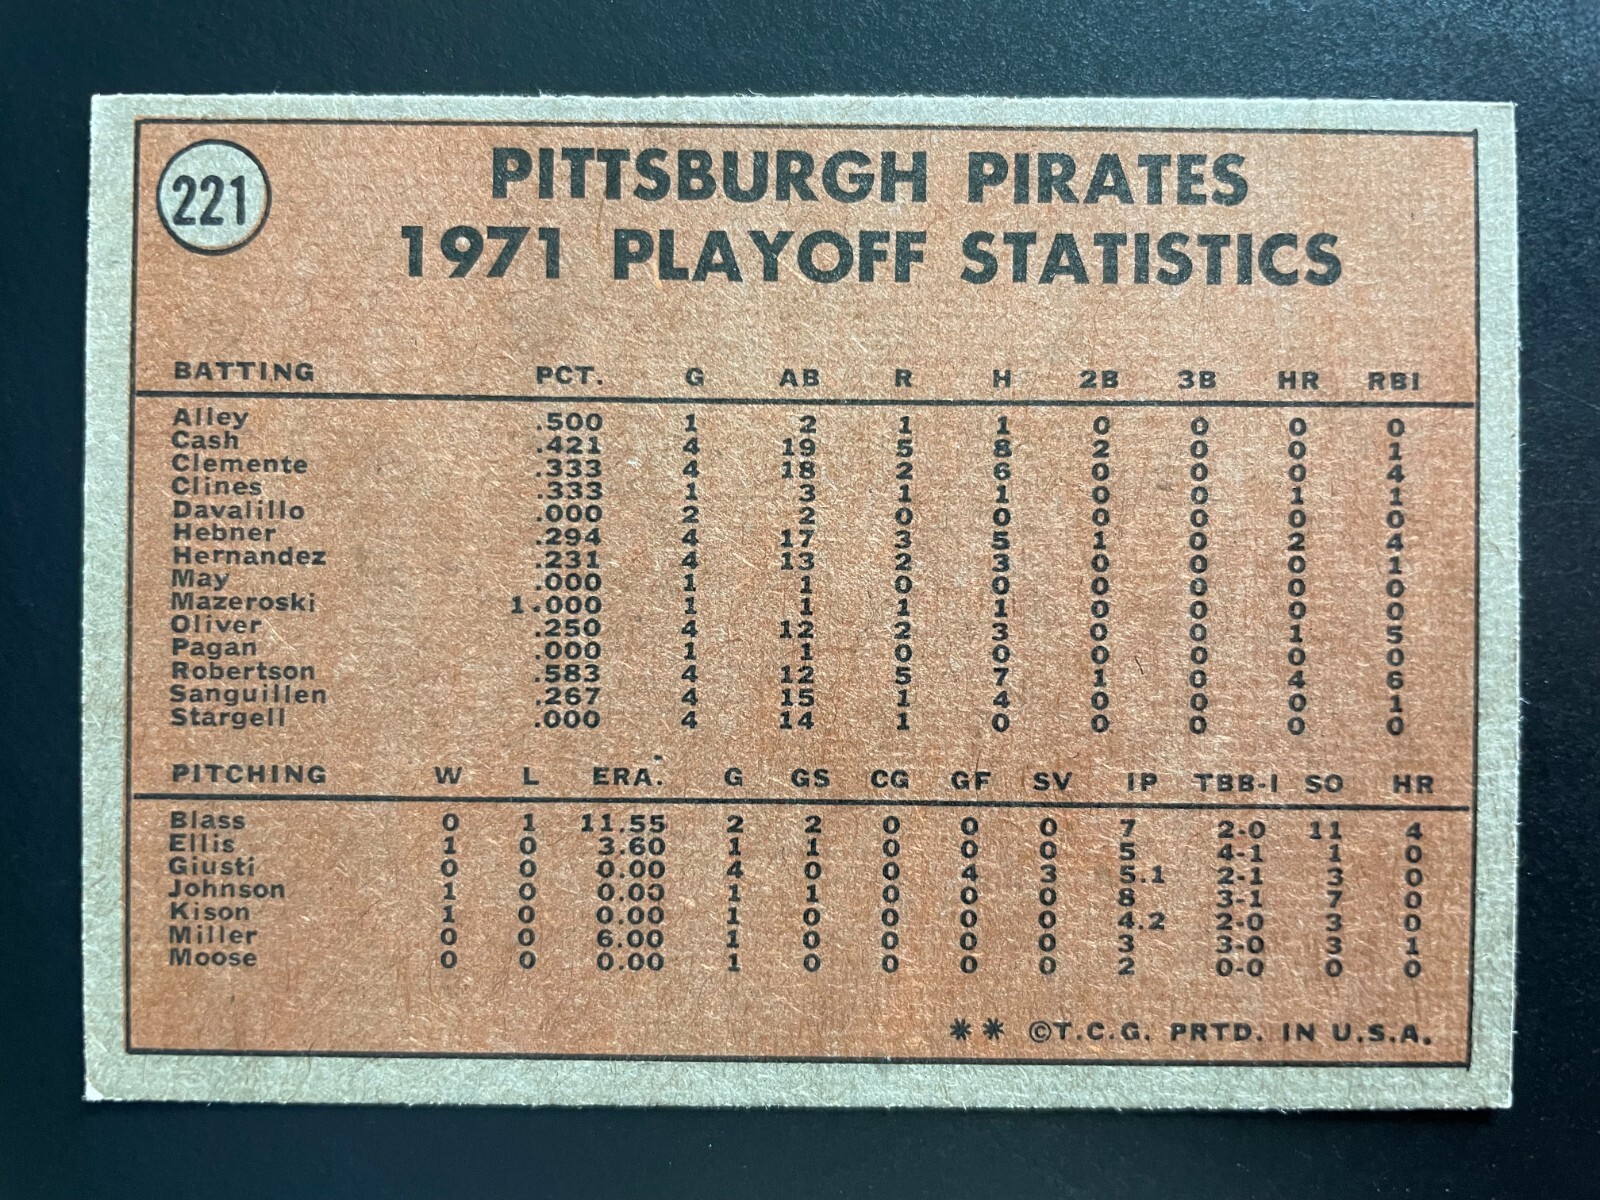 221
PITTSBURGH PIRATES
1971 PLAYOFF STATISTICS
BATTING PCT. G AB R H 2B 3B HR RBI
Alley .500 1 2 1 1 0 0 0 0
Cash .421 4 19 5 8 2 0 0 1
Clemente .333 4 18 2 6 0 0 0 4
Clines .333 1 3 1 1 0 0 1 1
Davalillo .000 2 2 0 0 0 0 0 0
Hebner .294 4 17 3 5 1 0 2 4
Hernandez .231 4 13 2 3 0 0 0 1
May .000 1 1 0 0 0 0 0 0
Mazeroski 1.000 1 1 1 1 0 0 0 0
Oliver .250 4 12 2 3 0 0 1 5
Pagan .000 1 1 0 0 0 0 0 0
Robertson .583 4 12 5 7 1 0 4 6
Sanguillen .267 4 15 1 4 0 0 0 1
Stargell .000 4 14 1 0 0 0 0 0
PITCHING W L ERA. G GS CG GF SV IP TBB-I SO HR
Blass 0 1 11.55 2 2 0 0 0 7 2-0 11 4
Ellis 1 0 3.60 1 1 0 0 0 5 4-1 1 0
Giusti 0 0 0.00 4 0 0 4 3 5.1 2-1 3 0
Johnson 1 0 0.00 1 1 0 0 0 8 3-1 7 0
Kison 1 0 0.00 1 0 0 0 0 4.2 2-0 3 0
Miller 0 0 6.00 1 0 0 0 0 3 3-0 3 1
Moose 0 0 0.00 1 0 0 0 0 2 0-0 0 0
** ©T.C.G. PRTD. IN U.S.A.